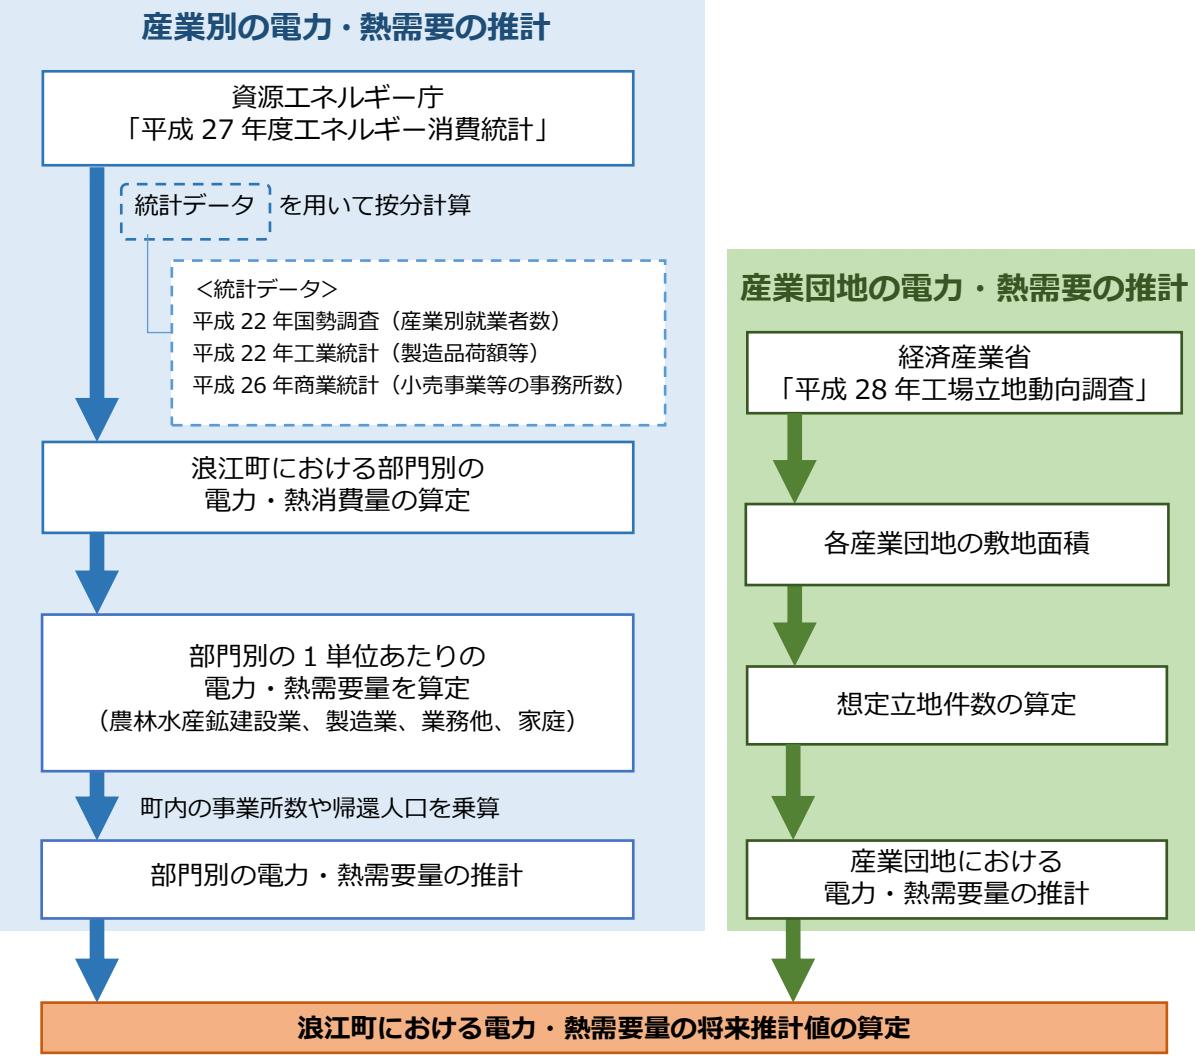 産業別の電力・熱需要の推計
資源エネルギー庁
「平成 27 年度エネルギー消費統計」
統計データ を用いて按分計算
＜統計データ＞
平成 22 年国勢調査（産業別就業者数）
平成 22 年工業統計（製造品荷額等）
平成 26 年商業統計（小売事業等の事務所数）
浪江町における部門別の
電力・熱消費量の算定
部門別の 1 単位あたりの
電力・熱需要量を算定
（農林水産鉱建設業、製造業、業務他、家庭）
町内の事業所数や帰還人口を乗算
部門別の電力・熱需要量の推計
産業団地の電力・熱需要の推計
経済産業省
「平成 28 年工場立地動向調査」
各産業団地の敷地面積
想定立地件数の算定
産業団地における
電力・熱需要量の推計
浪江町における電力・熱需要量の将来推計値の算定